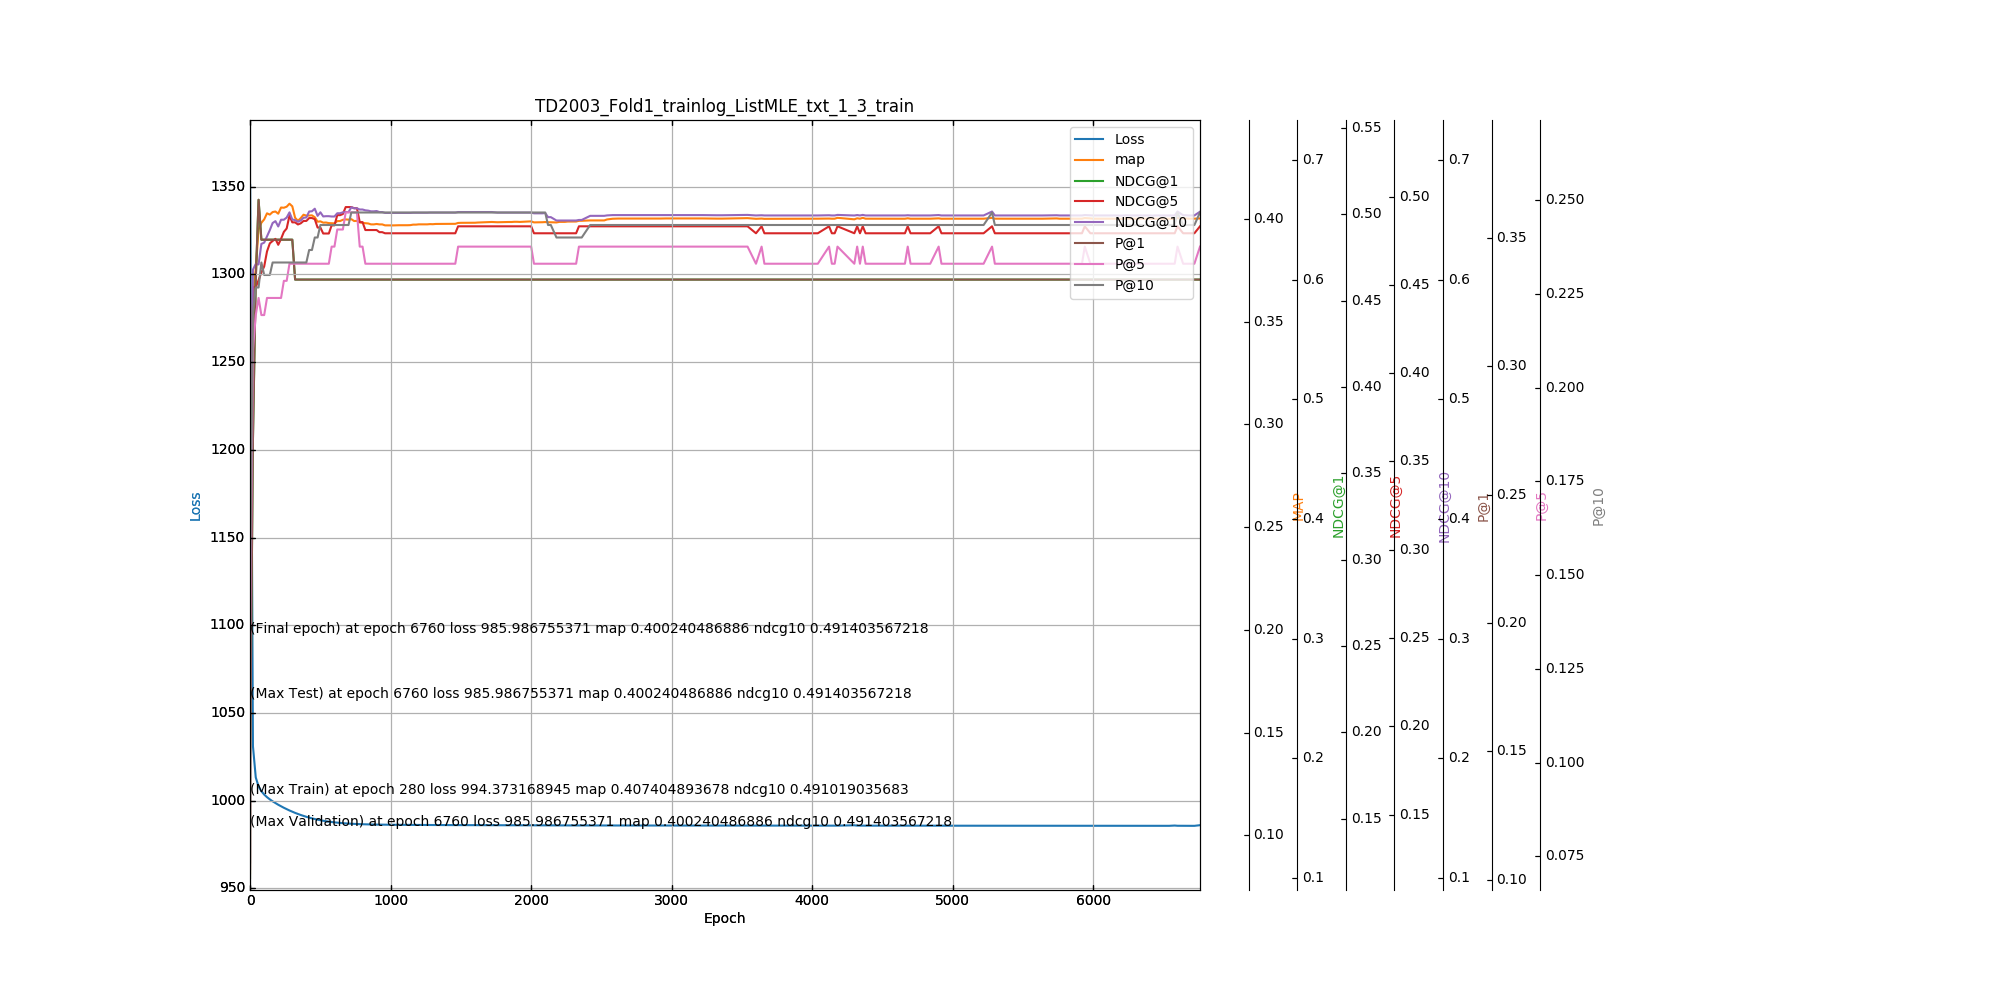 TD2003_Fold1_trainlog_ListMLE_txt_1_3_train
Loss
map
NDCG@1
NDCG@5
NDCG@10
P@1
P@5
P@10
1350
1300
1250
1200
1150
1100
1050
1000
950
Loss
(Final epoch) at epoch 6760 loss 985.986755371 map 0.400240486886 ndcg10 0.491403567218
(Max Test) at epoch 6760 loss 985.986755371 map 0.400240486886 ndcg10 0.491403567218
(Max Train) at epoch 280 loss 994.373168945 map 0.407404893678 ndcg10 0.491019035683
(Max Validation) at epoch 6760 loss 985.986755371 map 0.400240486886 ndcg10 0.491403567218
0 1000 2000 3000 4000 5000 6000
Epoch
0.40
0.35
0.30
0.25
0.20
0.15
0.10
MAP
0.7
0.6
0.5
0.4
0.3
0.2
0.1
NDCG@1
0.55
0.50
0.45
0.40
0.35
0.30
0.25
0.20
0.15
NDCG@5
0.50
0.45
0.40
0.35
0.30
0.25
0.20
0.15
NDCG@10
0.7
0.6
0.5
0.4
0.3
0.2
0.1
P@1
0.35
0.30
0.25
0.20
0.15
0.10
P@5
0.250
0.225
0.200
0.175
0.150
0.125
0.100
0.075
P@10